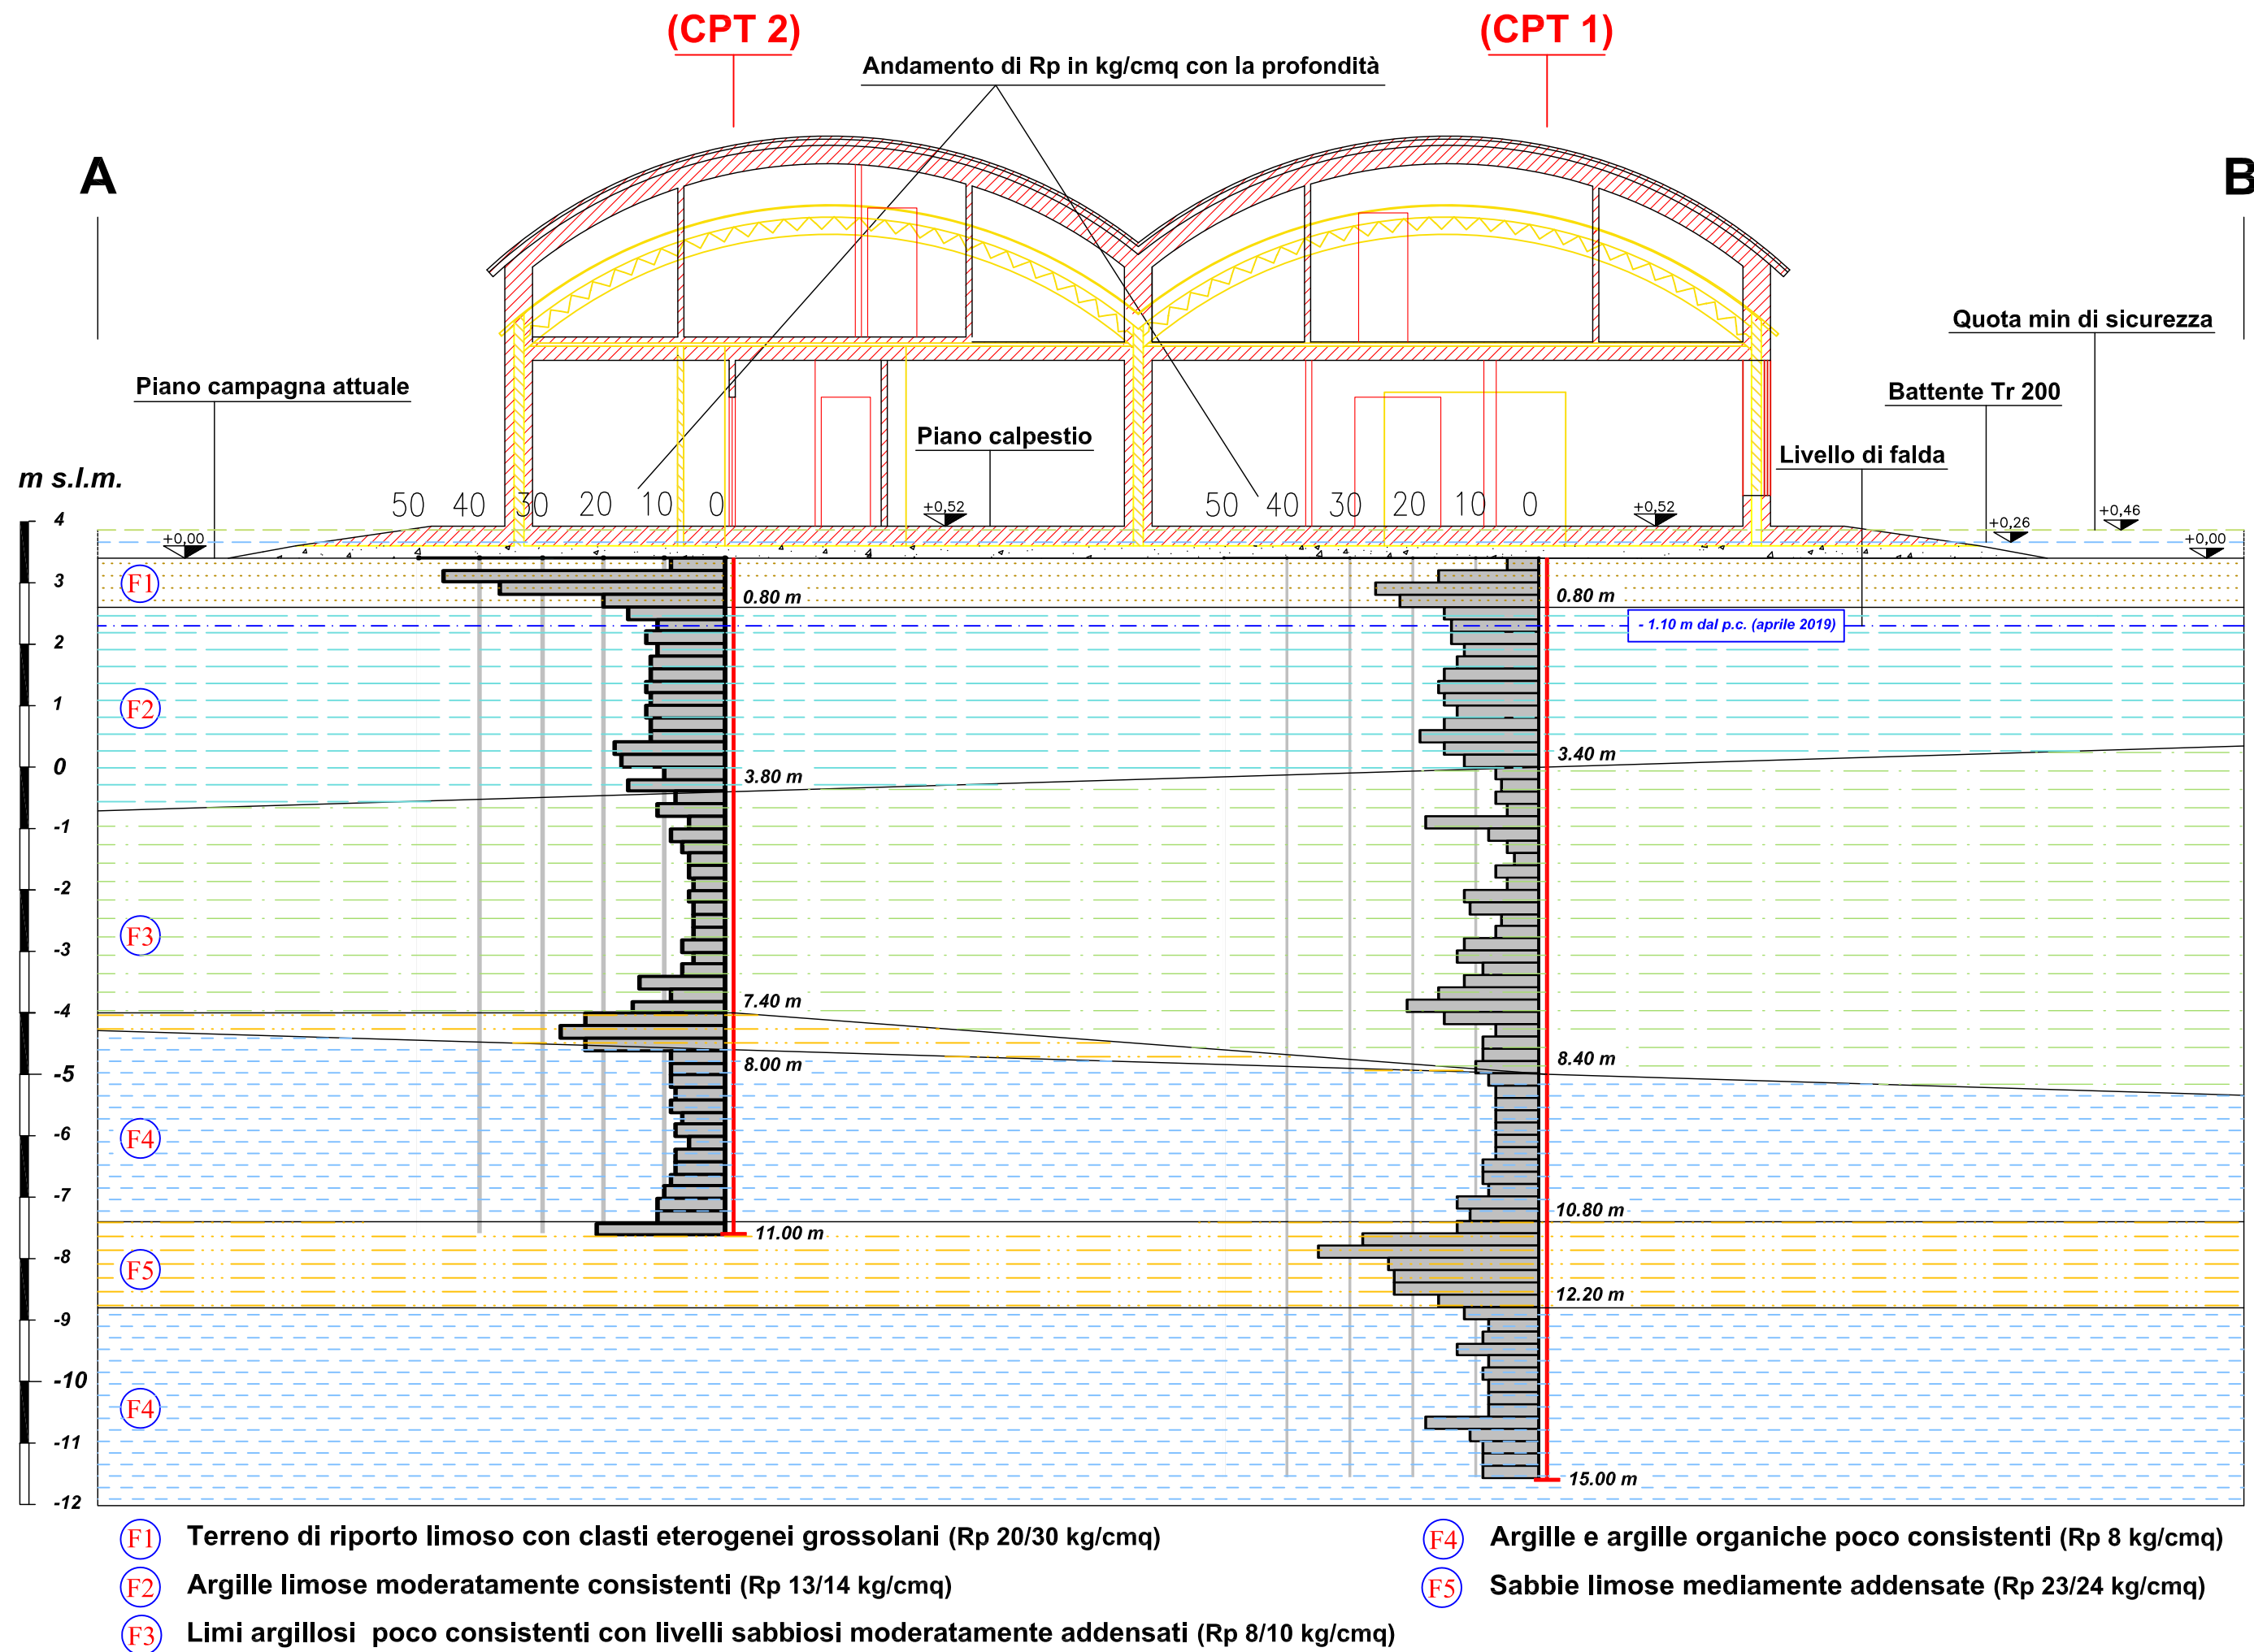 (CPT 2)
(CPT 1)
Andamento di Rp in kg/cmq con la profondità
A
B
Quota min di sicurezza
Piano campagna attuale
Battente Tr 200
Piano calpestio
Livello di falda
m s.l.m.
50 40 30 20 10 0
50 40 30 20 10 0
+0,52
+0,52
+0,46
+0,26
+0,00
+0,00
4
3
2
1
0
-1
-2
-3
-4
-5
-6
-7
-8
-9
-10
-11
-12
F1
F2
F3
F4
F5
F4
0.80 m
3.80 m
7.40 m
8.00 m
11.00 m
0.80 m
- 1.10 m dal p.c. (aprile 2019)
3.40 m
8.40 m
10.80 m
12.20 m
15.00 m
F1 Terreno di riporto limoso con clasti eterogenei grossolani (Rp 20/30 kg/cmq)
F2 Argille limose moderatamente consistenti (Rp 13/14 kg/cmq)
F3 Limi argillosi poco consistenti con livelli sabbiosi moderatamente addensati (Rp 8/10 kg/cmq)
F4 Argille e argille organiche poco consistenti (Rp 8 kg/cmq)
F5 Sabbie limose mediamente addensate (Rp 23/24 kg/cmq)